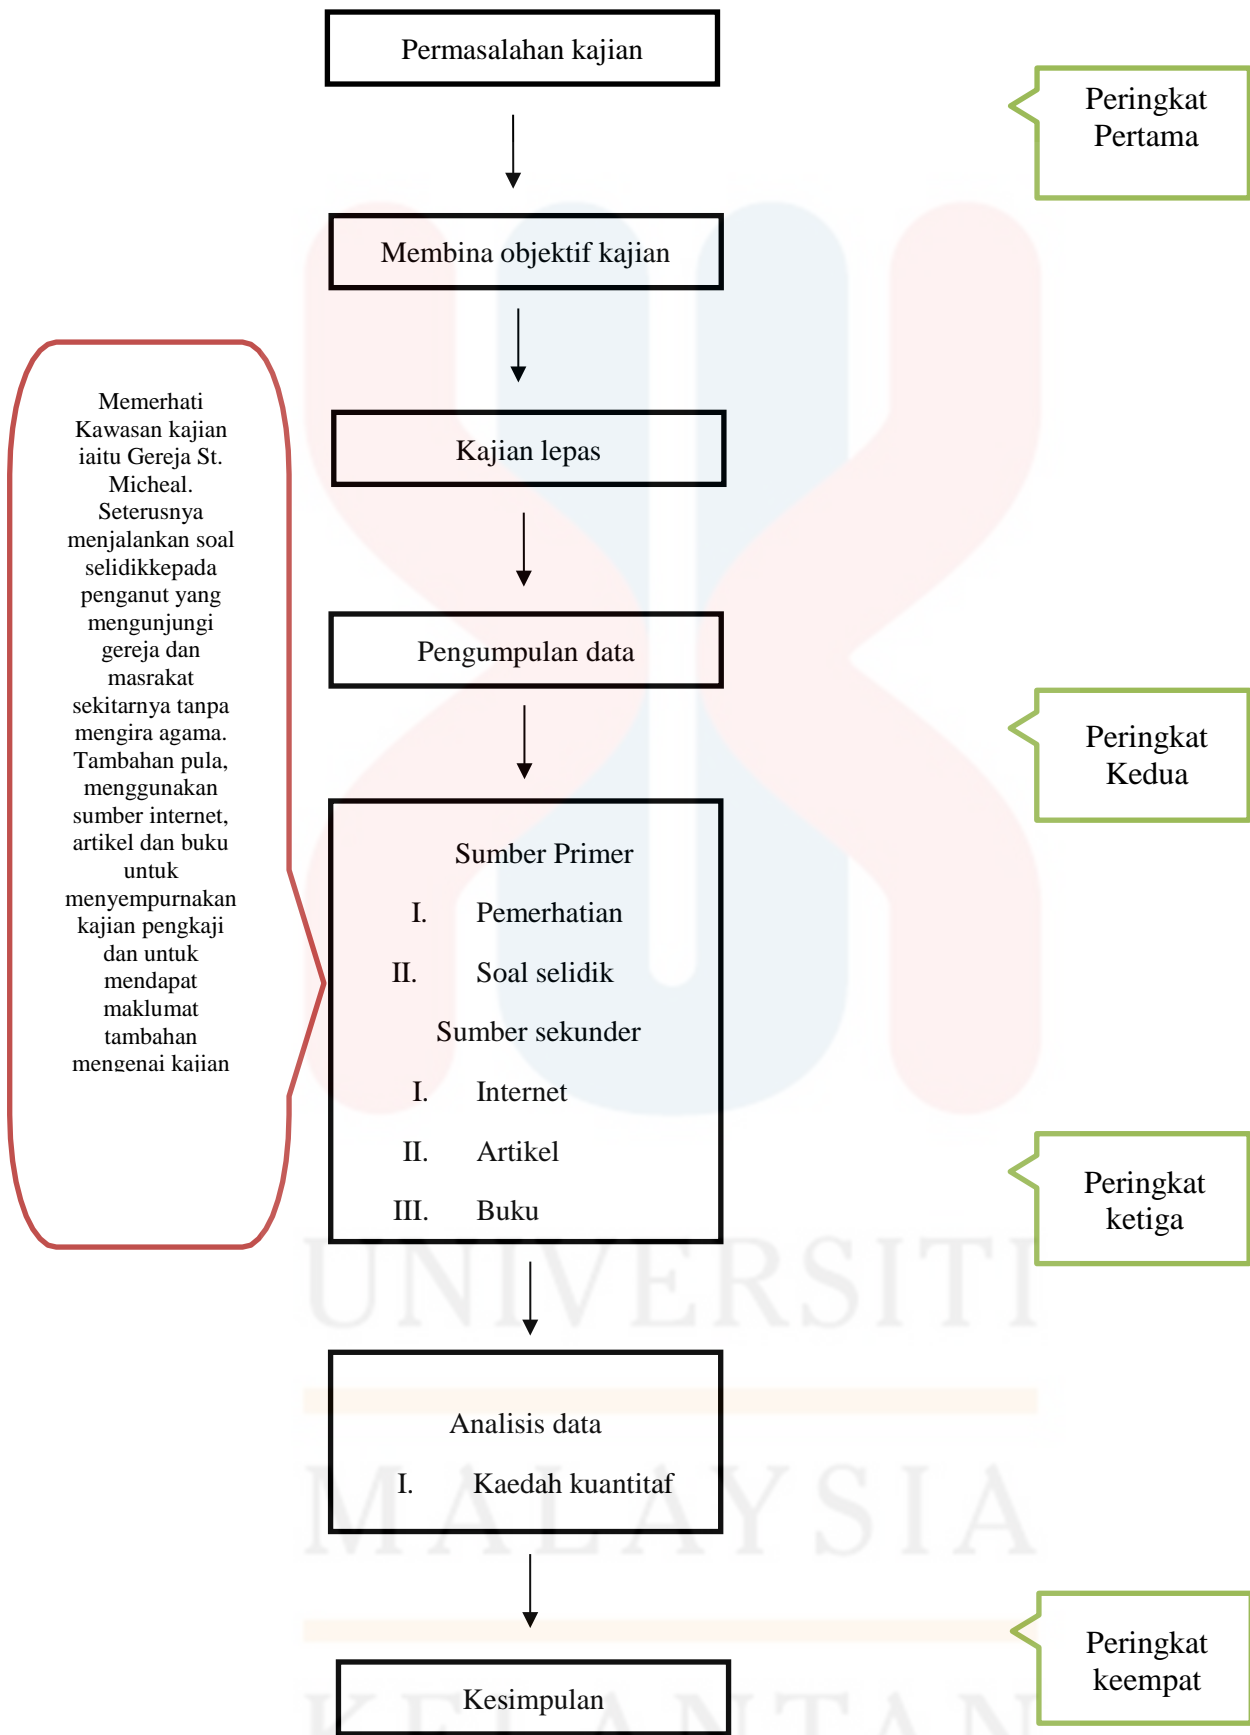 Permasalahan kajian
Peringkat
Pertama
Membina objektif kajian
Memerhati
Kawasan kajian
iaitu Gereja St.
Micheal.
Seterusnya
menjalankan soal
selidikkepada
penganut yang
mengunjungi
gereja dan
masrakat
sekitarnya tanpa
mengira agama.
Tambahan pula,
menggunakan
sumber internet,
artikel dan buku
untuk
menyempurnakan
kajian pengkaji
dan untuk
mendapat
maklumat
tambahan
mengenai kajian
Kajian lepas
Pengumpulan data
Peringkat
Kedua
Sumber Primer
I. Pemerhatian
II. Soal selidik
Sumber sekunder
I. Internet
II. Artikel
III. Buku
Peringkat
ketiga
UNIVERSITI
Analisis data
I. Kaedah kuantitaf
MALAYSIA
Peringkat
keempat
Kesimpulan
KELANTAN